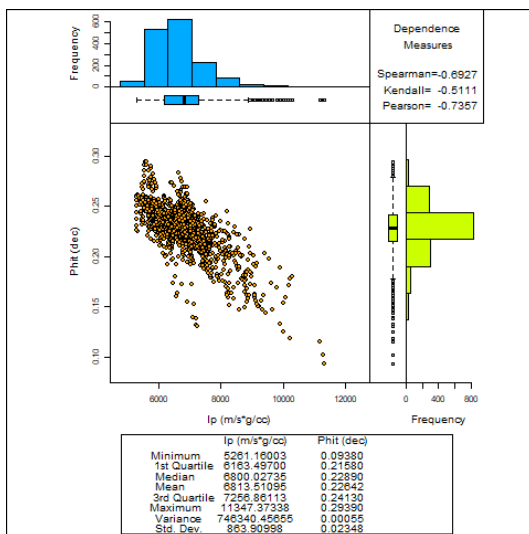 Dependence
Measures
Spearman=-0.6927
Kendall= -0.5111
Pearson= -0.7357
Frequency
0 200 400 600
Phit (dec)
0.30
0.25
0.20
0.15
0.10
6000 8000 10000 12000
Ip (m/s*g/cc)
0 400 800
Frequency
Ip (m/s*g/cc) Phit (dec)
Minimum 5261.16003 0.09380
1st Quartile 6163.49700 0.21580
Median 6800.02735 0.22890
Mean 6813.51095 0.22642
3rd Quartile 7256.86113 0.24130
Maximum 11347.37338 0.29390
Variance 746340.45655 0.00055
Std. Dev. 863.90998 0.02348